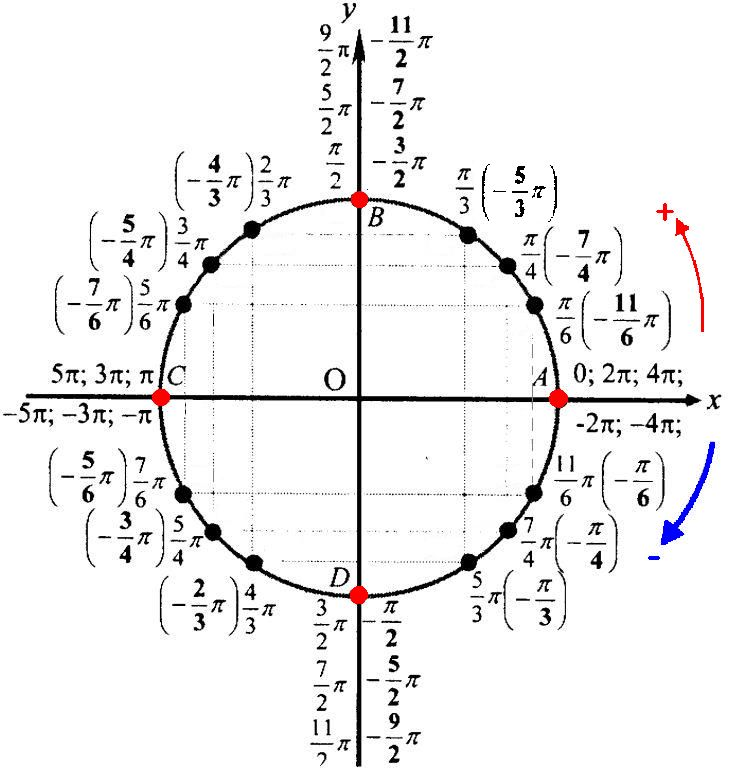 y
9/2 π -11/2 π
5/2 π -7/2 π
π/2 -3/2 π
B
(-4/3 π) 2/3 π
π/3 (-5/3 π)
(-5/4 π) 3/4 π
π/4 (-7/4 π)
+
(-7/6 π) 5/6 π
π/6 (-11/6 π)
5π; 3π; π C
O
A 0; 2π; 4π;
x
–5π; –3π; –π
-2π; –4π;
(-5/6 π) 7/6 π
11/6 π (-π/6)
(-3/4 π) 5/4 π
7/4 π (-π/4)
-
(-2/3 π) 4/3 π
5/3 π (-π/3)
D
3/2 π -π/2
7/2 π -5/2 π
11/2 π -9/2 π